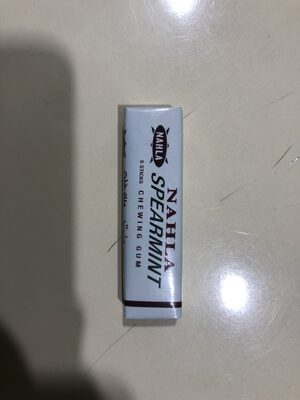 NAHLA
NAHLA
SPEARMINT
5 STICKS CHEWING GUM